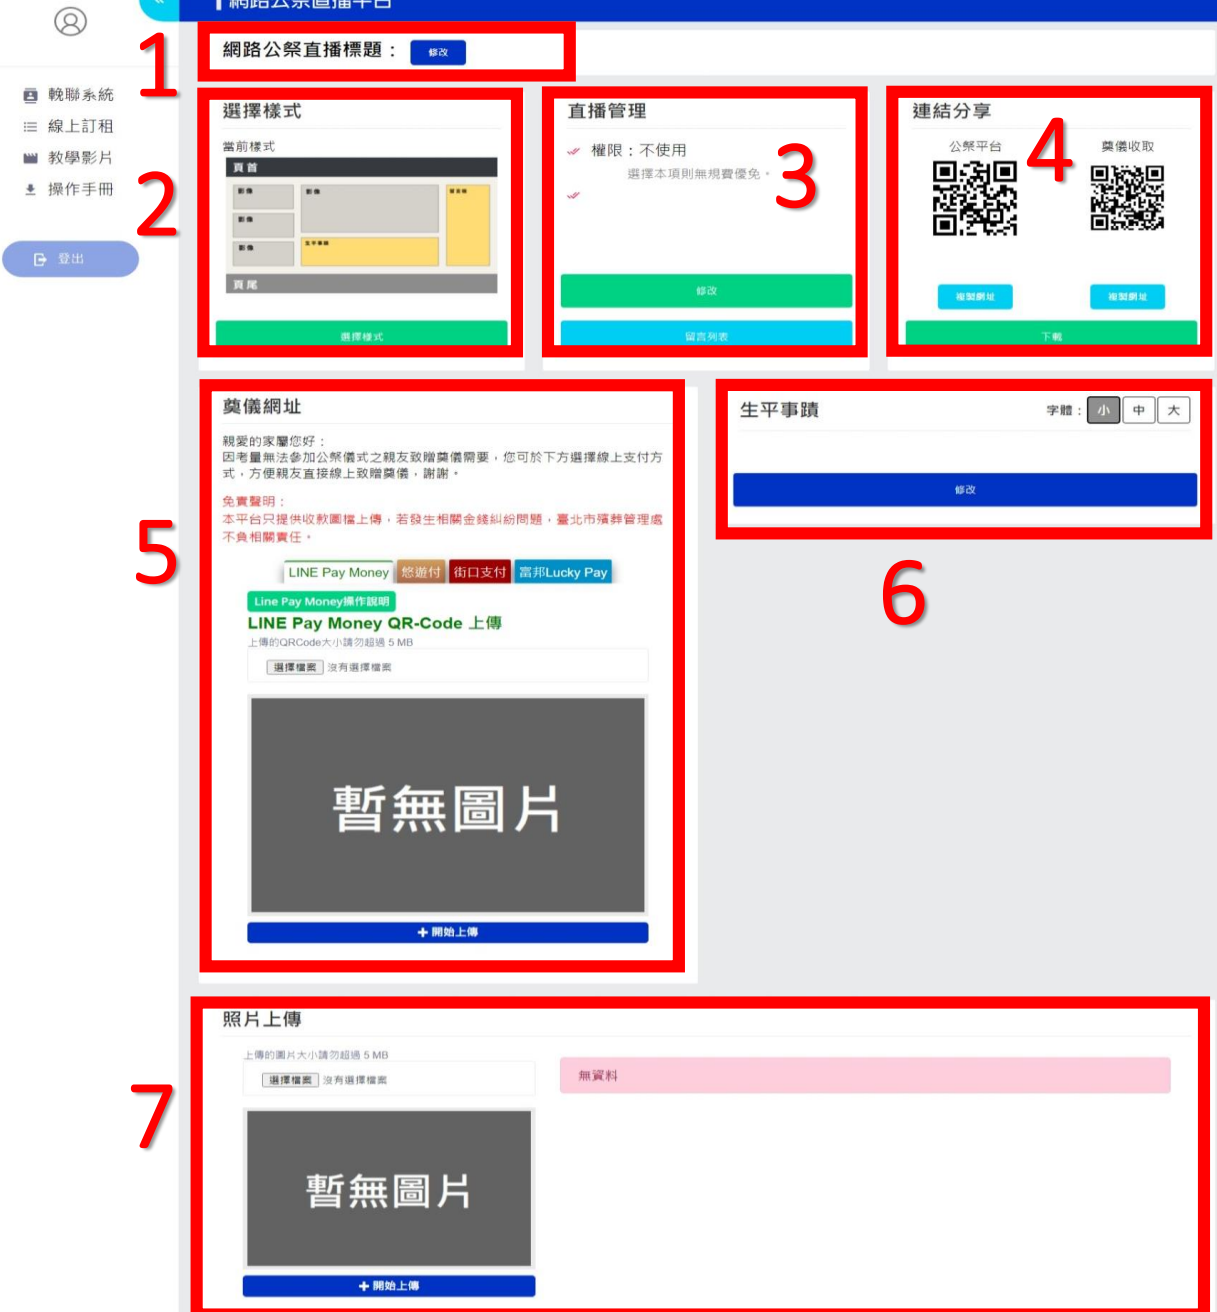 網路公祭直播平台
1
網路公祭直播標題： 修改
輓聯系統
線上訂租
教學影片
操作手冊
登出
2
選擇樣式
當前樣式
頁首
影像
影像
留言板
影像
影像
生平事蹟
頁尾
選擇樣式
3
直播管理
權限：不使用
選擇本項則無規費優免。
修改
留言列表
4
連結分享
公祭平台 奠儀收取
複製網址 複製網址
下載
5
奠儀網址
親愛的家屬您好：
因考量無法參加公祭儀式之親友致贈奠儀需要，您可於下方選擇線上支付方
式，方便親友直接線上致贈奠儀，謝謝。
免責聲明：
本平台只提供收款圖檔上傳，若發生相關金錢糾紛問題，臺北市殯葬管理處
不負相關責任。
LINE Pay Money 悠遊付 街口支付 富邦Lucky Pay
Line Pay Money操作說明
LINE Pay Money QR-Code 上傳
上傳的QRCode大小請勿超過 5 MB
選擇檔案 沒有選擇檔案
暫無圖片
開始上傳
生平事蹟 字體： 小 中 大
修改
6
7
照片上傳
上傳的圖片大小請勿超過 5 MB
選擇檔案 沒有選擇檔案
無資料
暫無圖片
開始上傳